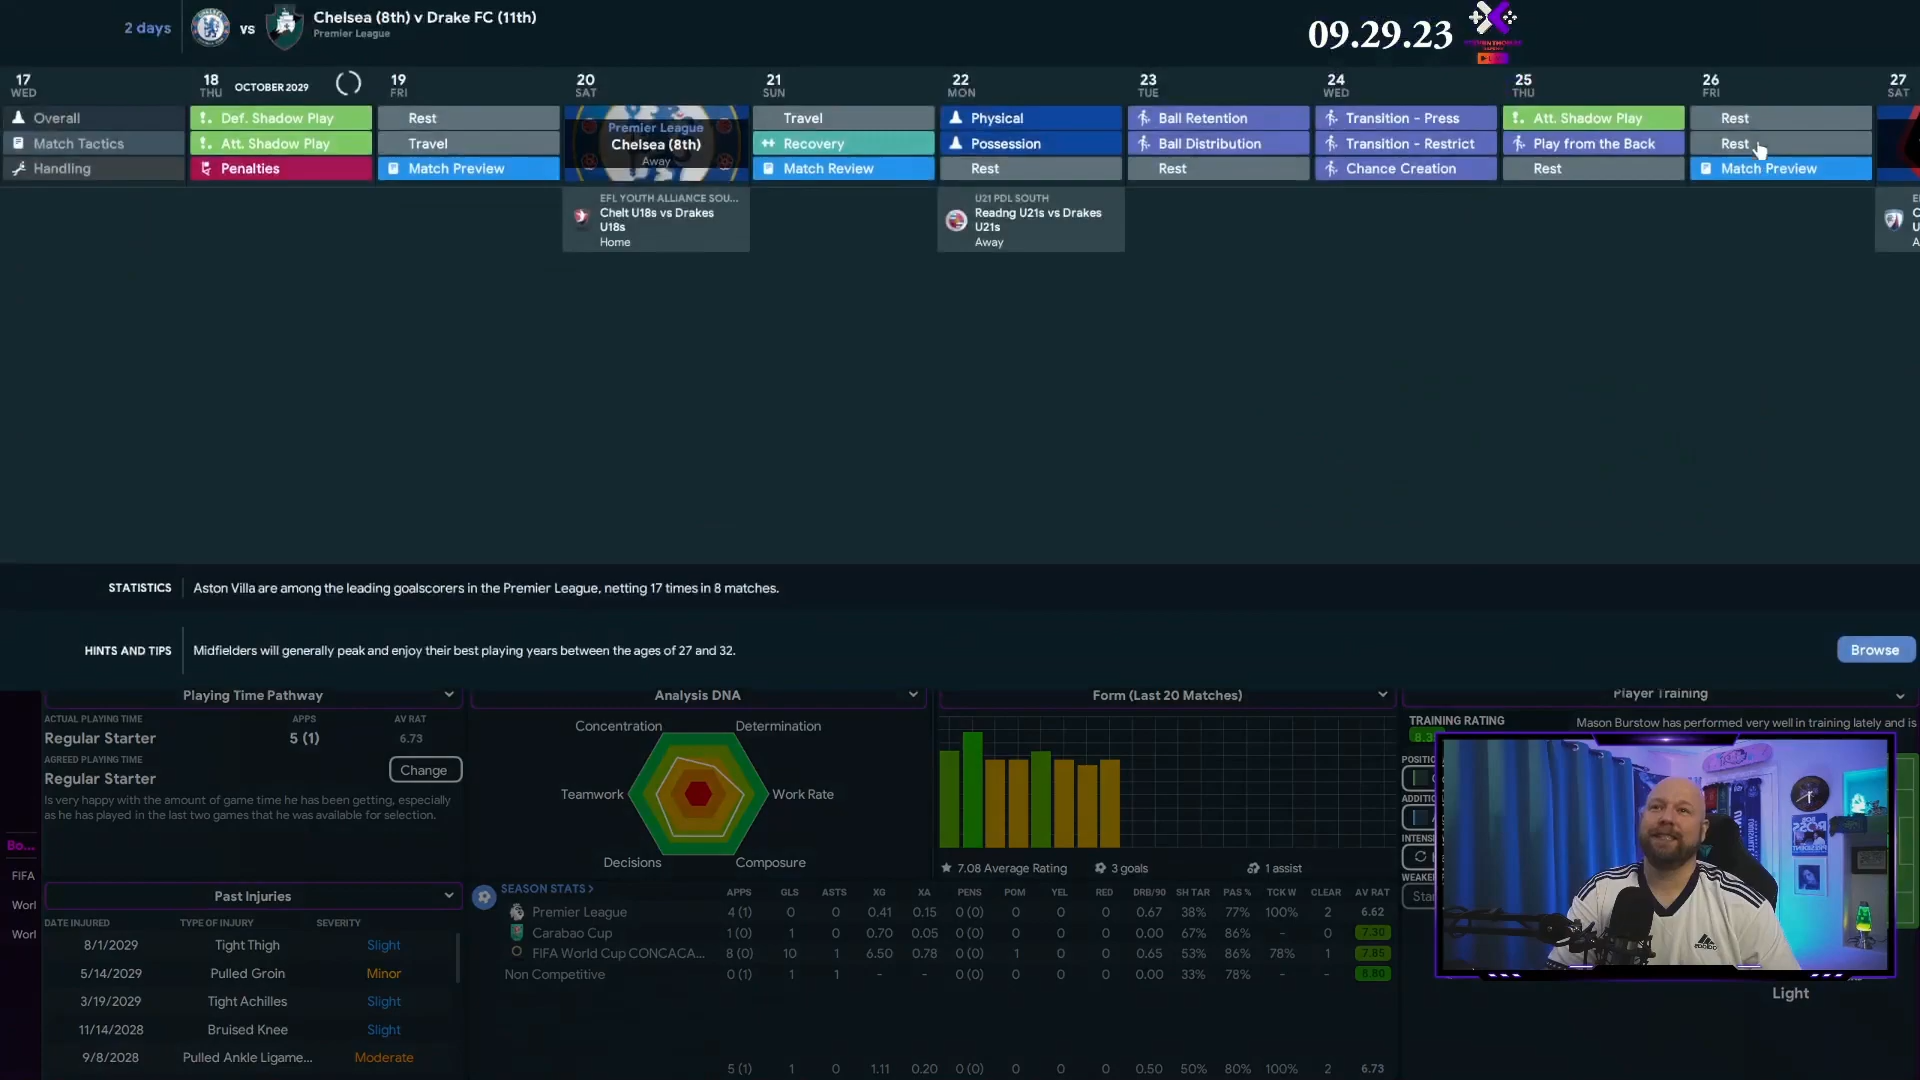 2 days
vs
Chelsea (8th) v Drake FC (11th)
Premier League
09.29.23
17
WED
18
THU
OCTOBER 2029
19
FRI
20
SAT
21
SUN
22
MON
23
TUE
24
WED
25
THU
26
FRI
27
SAT
Overall
Match Tactics
Handling
Def. Shadow Play
Att. Shadow Play
Penalties
Rest
Travel
Match Preview
Premier League
Chelsea (8th)
Away
Travel
Recovery
Match Review
Physical
Possession
Rest
Ball Retention
Ball Distribution
Rest
Transition - Press
Transition - Restrict
Chance Creation
Att. Shadow Play
Play from the Back
Rest
Rest
Rest
Match Preview
EFL YOUTH ALLIANCE SOU...
Chelt U18s vs Drakes
U18s
Home
U21 PDL SOUTH
Readng U21s vs Drakes
U21s
Away
STATISTICS
Aston Villa are among the leading goalscorers in the Premier League, netting 17 times in 8 matches.
HINTS AND TIPS
Midfielders will generally peak and enjoy their best playing years between the ages of 27 and 32.
Browse
Playing Time Pathway
ACTUAL PLAYING TIME
APPS
AV RAT
Regular Starter
5 (1)
6.73
AGREED PLAYING TIME
Regular Starter
Change
Is very happy with the amount of game time he has been getting, especially
as he has played in the last two games that he was available for selection.
Bo...
FIFA
Worl
Worl
Past Injuries
DATE INJURED TYPE OF INJURY SEVERITY
8/1/2029 Tight Thigh Slight
5/14/2029 Pulled Groin Minor
3/19/2029 Tight Achilles Slight
11/14/2028 Bruised Knee Slight
9/8/2028 Pulled Ankle Ligame... Moderate
Analysis DNA
Concentration
Determination
Teamwork
Work Rate
Decisions
Composure
Form (Last 20 Matches)
7.08 Average Rating
3 goals
1 assist
SEASON STATS >
APPS GLS ASTS XG XA PENS POM YEL RED DRB/90 SH TAR PAS % TCK W CLEAR AV RAT
Premier League 4 (1) 0 0 0.41 0.15 0 (0) 0 0 0 0.67 38% 77% 100% 2 6.62
Carabao Cup 1 (0) 1 0 0.70 0.05 0 (0) 0 0 0 0.00 67% 86% - 0 7.30
FIFA World Cup CONCACA... 8 (0) 10 1 6.50 0.78 0 (0) 1 0 0 0.65 53% 86% 78% 1 7.85
Non Competitive 0 (1) 1 1 - - 0 (0) 0 0 0 0.00 33% 78% - - 8.80
5 (1) 1 0 1.11 0.20 0 (0) 0 0 0 0.50 50% 80% 100% 2 6.73
Player Training
TRAINING RATING
Mason Burstow has performed very well in training lately and is
Light